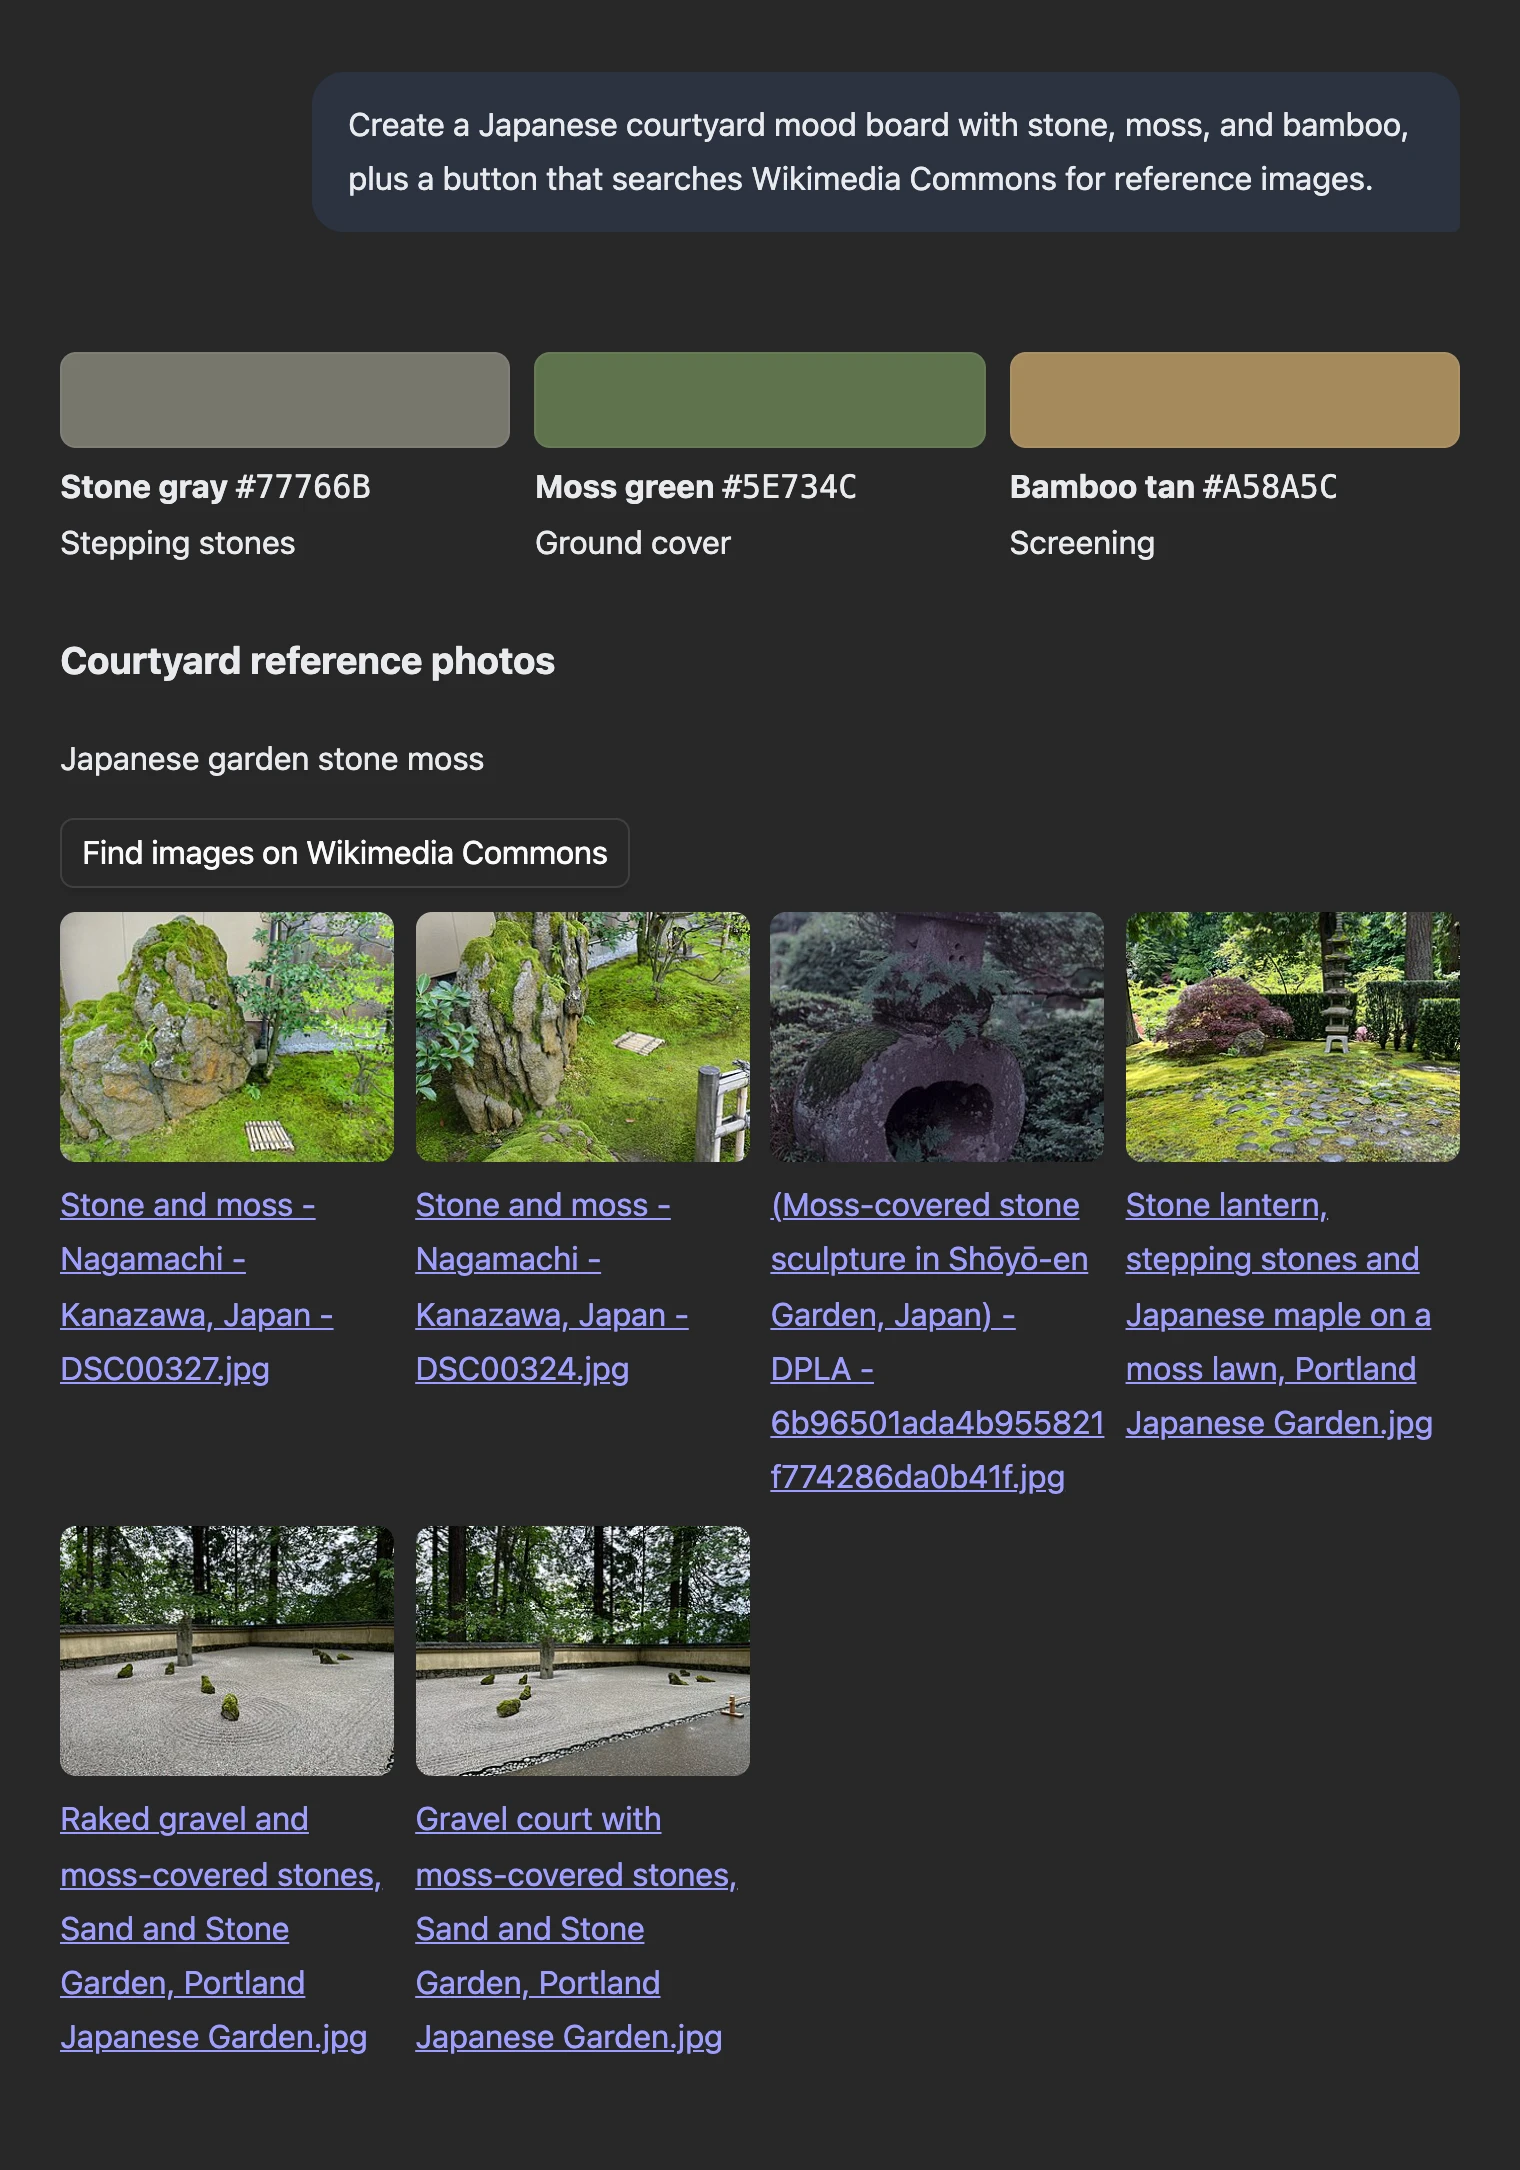 Create a Japanese courtyard mood board with stone, moss, and bamboo,
plus a button that searches Wikimedia Commons for reference images.
Stone gray #77766B
Stepping stones
Moss green #5E734C
Ground cover
Bamboo tan #A58A5C
Screening
Courtyard reference photos
Japanese garden stone moss
Find images on Wikimedia Commons
Stone and moss -
Nagamachi -
Kanazawa, Japan -
DSC00327.jpg
Stone and moss -
Nagamachi -
Kanazawa, Japan -
DSC00324.jpg
(Moss-covered stone
sculpture in Shōyō-en
Garden, Japan) -
DPLA -
6b96501ada4b955821
f774286da0b41f.jpg
Stone lantern,
stepping stones and
Japanese maple on a
moss lawn, Portland
Japanese Garden.jpg
Raked gravel and
moss-covered stones,
Sand and Stone
Garden, Portland
Japanese Garden.jpg
Gravel court with
moss-covered stones,
Sand and Stone
Garden, Portland
Japanese Garden.jpg